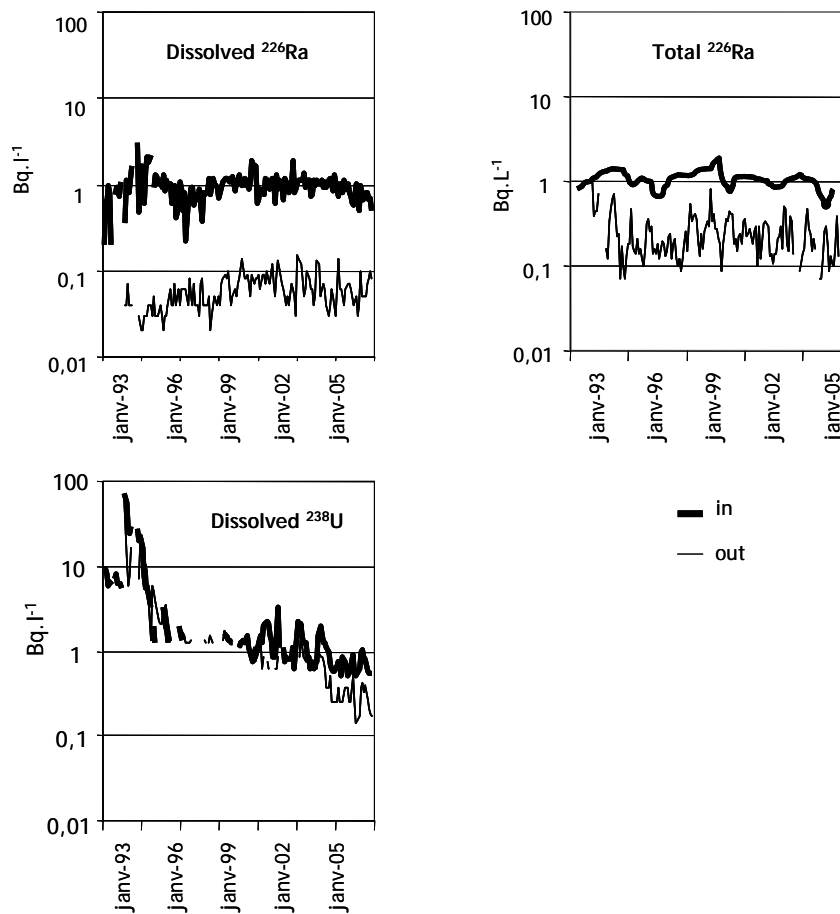 Dissolved ²²⁶Ra
Bq.l⁻¹
100
10
1
0,1
0,01
janv-93
janv-96
janv-99
janv-02
janv-05
Total ²²⁶Ra
Bq.L⁻¹
100
10
1
0,1
0,01
janv-93
janv-96
janv-99
janv-02
janv-05
Dissolved ²³⁸U
Bq.l⁻¹
100
10
1
0,1
0,01
janv-93
janv-96
janv-99
janv-02
janv-05
in
out